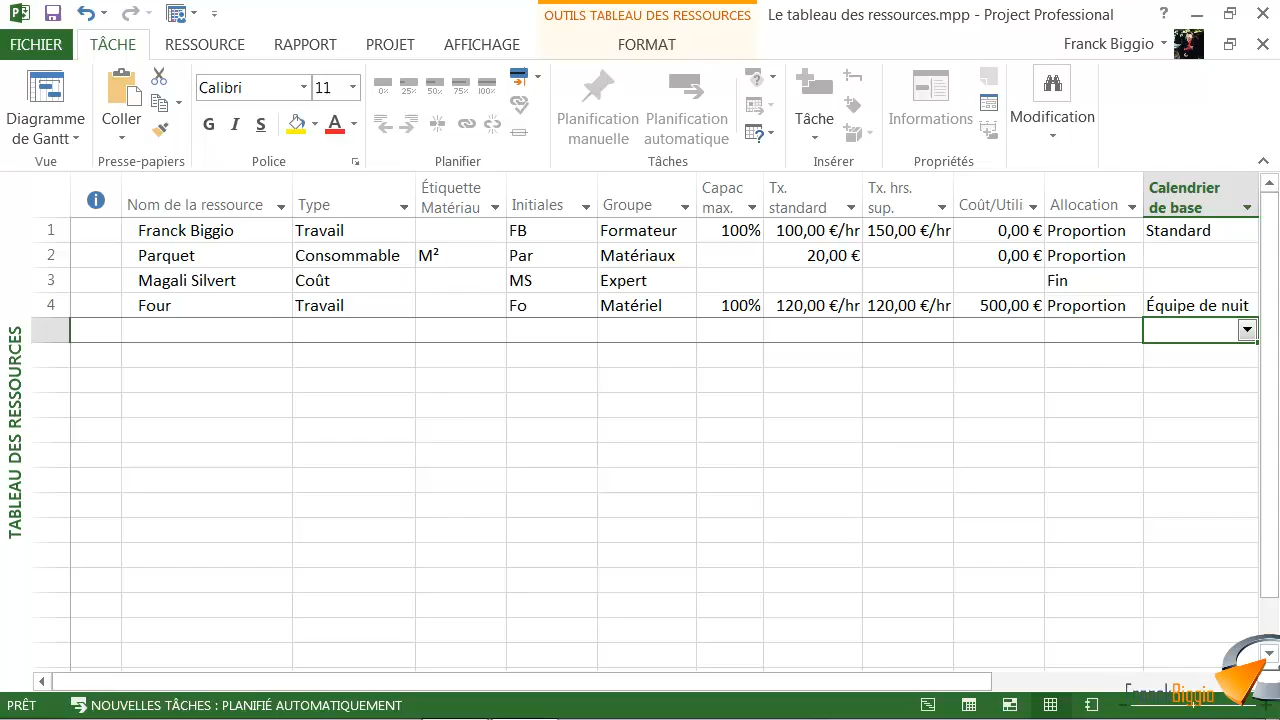 OUTILS TABLEAU DES RESSOURCES
Le tableau des ressources.mpp - Project Professional
FICHIER TÂCHE RESSOURCE RAPPORT PROJET AFFICHAGE FORMAT Franck Biggio
Diagramme de Gantt
Vue
Coller
Presse-papiers
Calibri 11
G I S A
Police
0% 25% 50% 75% 100%
Planifier
Planification manuelle
Planification automatique
Tâches
Tâche
Insérer
Informations
Propriétés
Modification
Nom de la ressource Type Étiquette Matériau Initiales Groupe Capac max. Tx. standard Tx. hrs. sup. Coût/Utili Allocation Calendrier de base
1 Franck Biggio Travail FB Formateur 100% 100,00 €/hr 150,00 €/hr 0,00 € Proportion Standard
2 Parquet Consommable M² Par Matériaux 20,00 € 0,00 € Proportion
3 Magali Silvert Coût MS Expert Fin
4 Four Travail Fo Matériel 100% 120,00 €/hr 120,00 €/hr 500,00 € Proportion Équipe de nuit
TABLEAU DES RESSOURCES
FranckBiggio
PRÊT NOUVELLES TÂCHES : PLANIFIÉ AUTOMATIQUEMENT